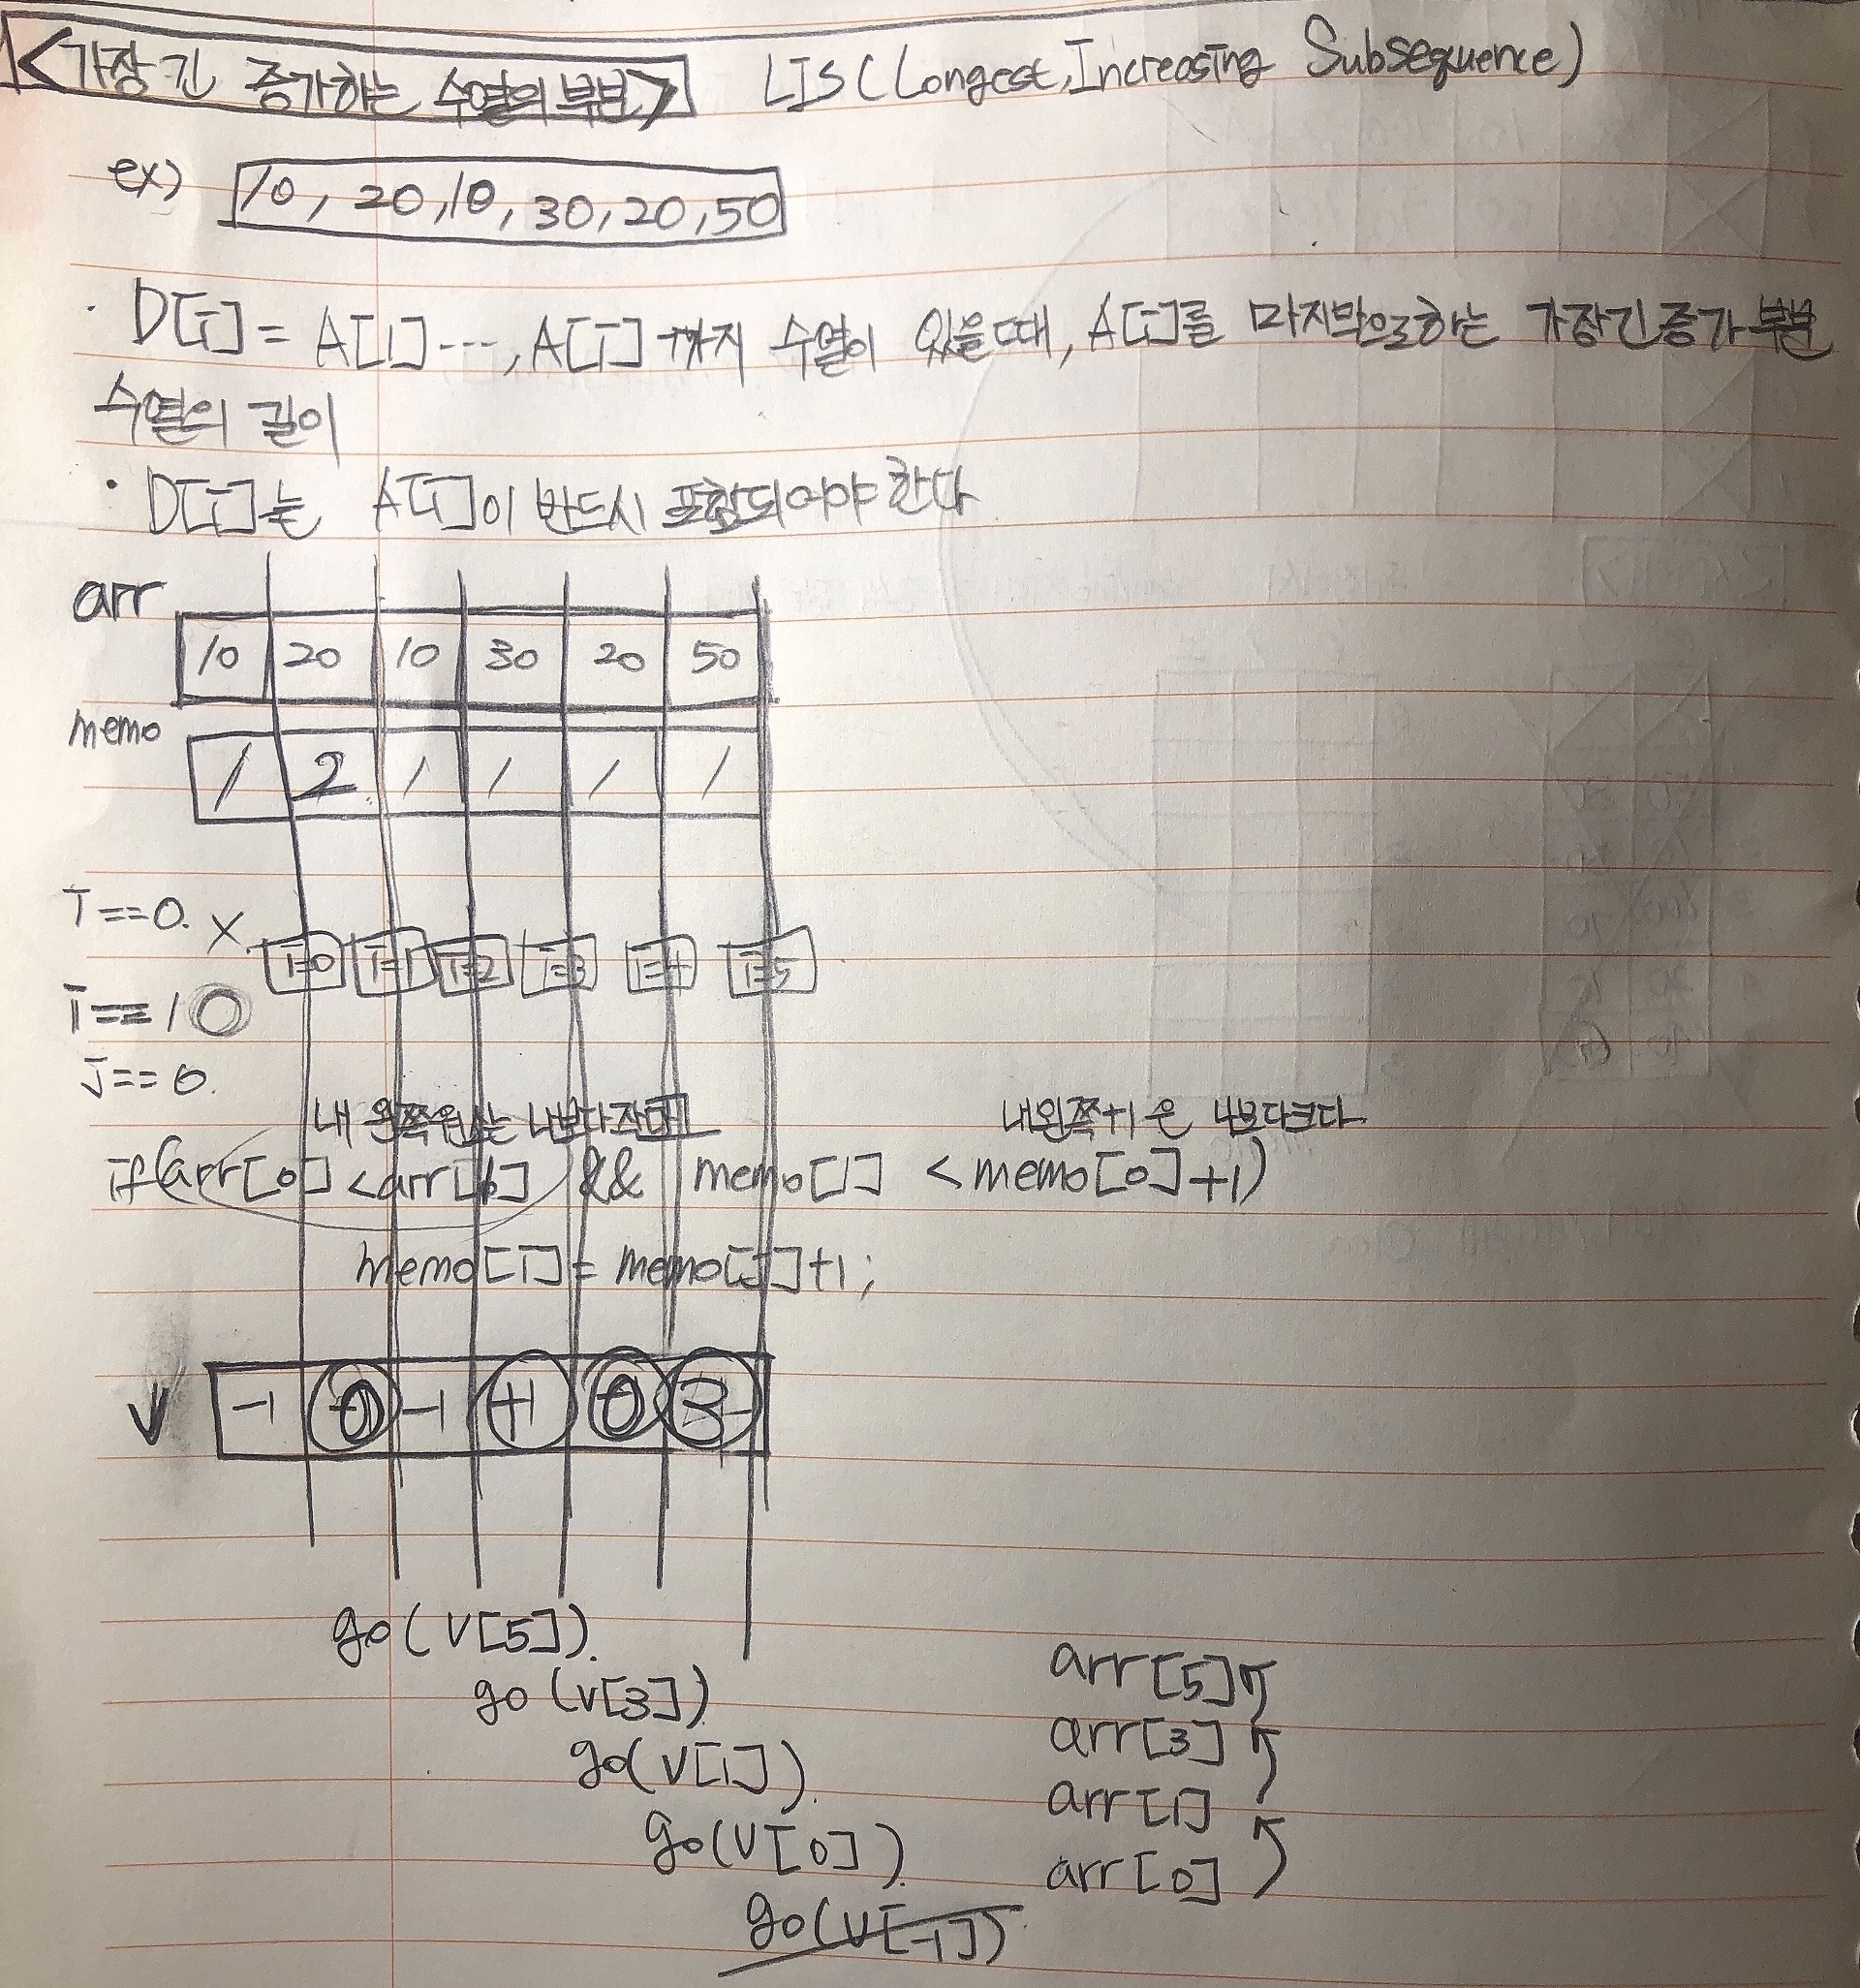 <가장 긴 증가하는 수열의 부분> LIS (Longest Increasing Subsequence)
ex) 10, 20, 10, 30, 20, 50
· D[i] = A[1] ---, A[i] 까지 수열이 있을 때, A[i]를 마지막으로하는 가장긴증가 부분
수열의 길이
· D[i]는 A[i]이 반드시 포함되어야 한다
arr
10 20 10 30 20 50
memo
1 2 1 1 1 1
i==0. X
i=0 i=1 i=2 i=3 i=4 i=5
i==1 O
j==0.
내 왼쪽원소는 내보다작며 내왼쪽+1 은 나보다크다
if(arr[0] < arr[1] && memo[1] < memo[0]+1)
memo[i] = memo[j]+1;
V -1 0 -1 +1 0 3
go(V[5]).
go(V[3])
go(V[1]).
go(V[0]).
go(V[-1])
arr[5]
arr[3]
arr[1]
arr[0]